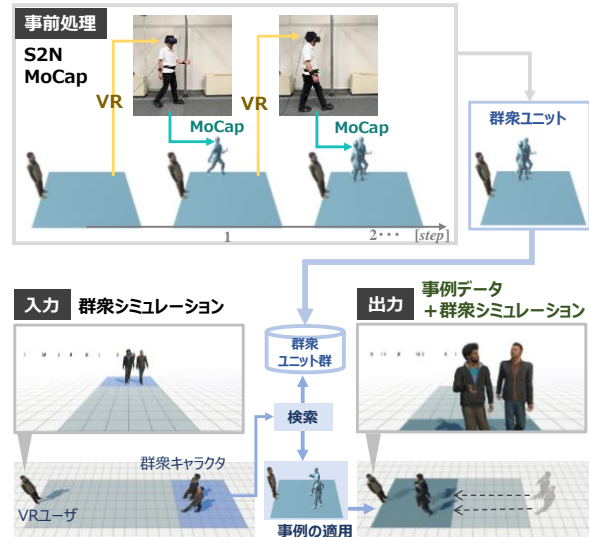 事前処理
S2N
MoCap
VR
VR
MoCap
MoCap
1
2・・・ [step]
群衆ユニット
入力 群衆シミュレーション
出力 事例データ
＋群衆シミュレーション
群衆
ユニット群
検索
群衆キャラクタ
VRユーザ
事例の適用